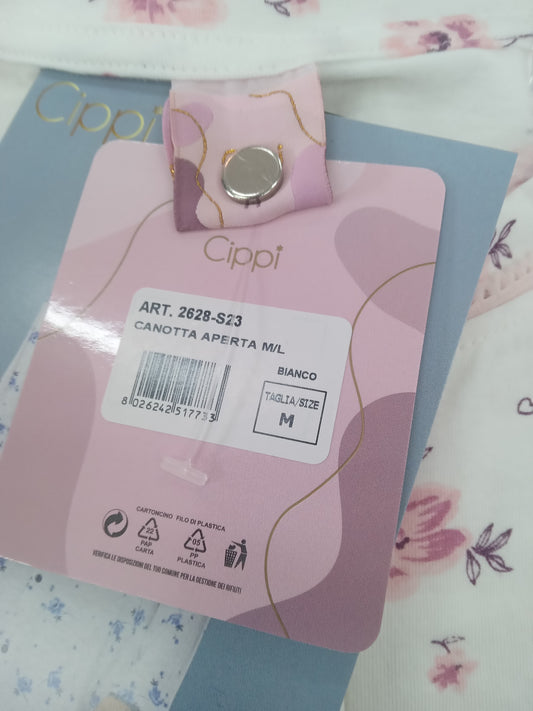 Cippi
Cippi
ART. 2628-S23
CANOTTA APERTA M/L
BIANCO
8 026242 517733
TAGLIA/SIZE
M
CARTONCINO FILO DI PLASTICA
22
PAP
CARTA
05
PP
PLASTICA
VERIFICA LE DISPOSIZIONI DEL TUO COMUNE PER LA GESTIONE DEI RIFIUTI